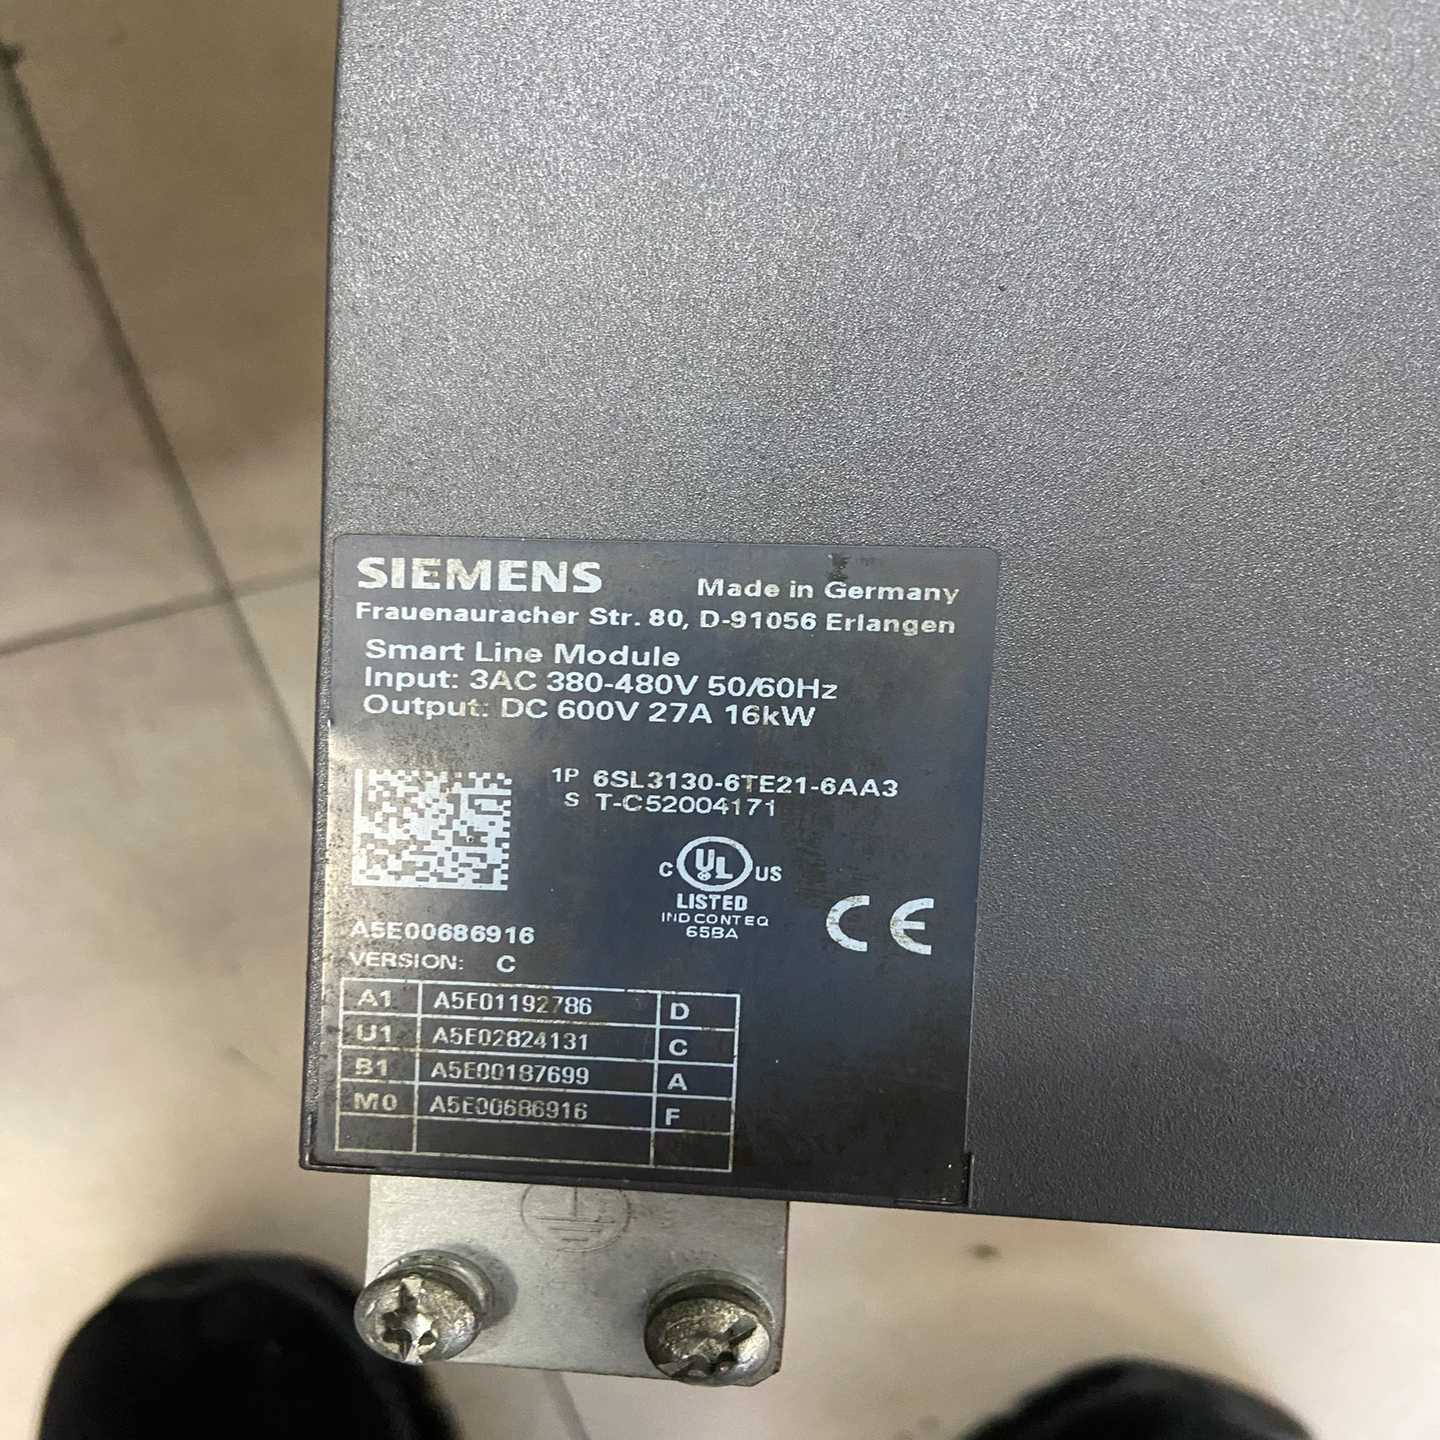 SIEMENS Made in Germany
Frauenauracher Str. 80, D-91056 Erlangen
Smart Line Module
Input: 3AC 380-480V 50/60Hz
Output: DC 600V 27A 16kW
1P 6SL3130-6TE21-6AA3
S T-C52004171
C UL US
LISTED
IND CONT EQ
65BA
CE
A5E00686916
VERSION: C
A1 A5E01192786 D
U1 A5E02824131 C
B1 A5E00187699 A
M0 A5E00686916 F